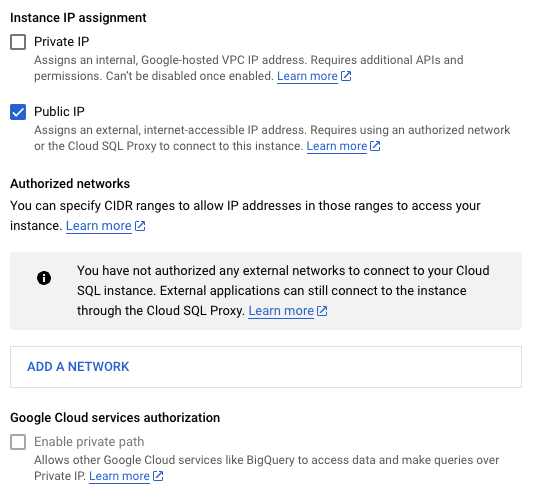 Instance IP assignment
Private IP
Assigns an internal, Google-hosted VPC IP address. Requires additional APIs and
permissions. Can't be disabled once enabled. Learn more
Public IP
Assigns an external, internet-accessible IP address. Requires using an authorized network
or the Cloud SQL Proxy to connect to this instance. Learn more
Authorized networks
You can specify CIDR ranges to allow IP addresses in those ranges to access your
instance. Learn more
You have not authorized any external networks to connect to your Cloud
SQL instance. External applications can still connect to the instance
through the Cloud SQL Proxy. Learn more
ADD A NETWORK
Google Cloud services authorization
Enable private path
Allows other Google Cloud services like BigQuery to access data and make queries over
Private IP. Learn more